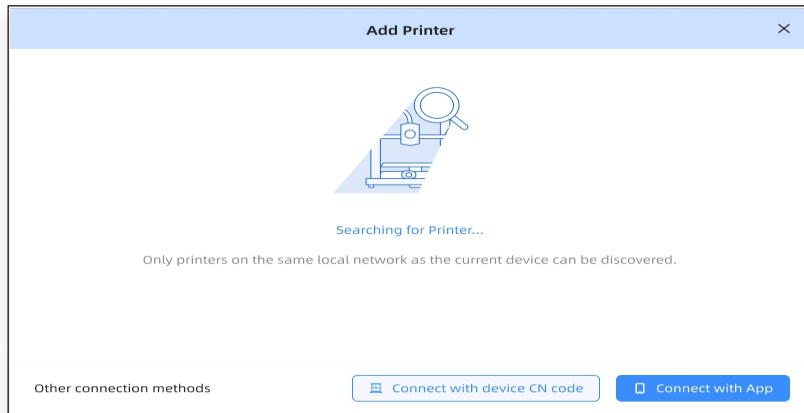 Add Printer
Searching for Printer...
Only printers on the same local network as the current device can be discovered.
Other connection methods
Connect with device CN code
Connect with App